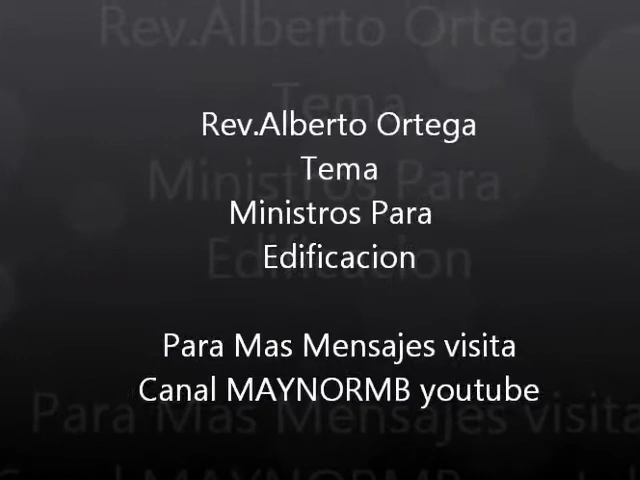 Rev.Alberto Ortega
Tema
Ministros Para
Edificacion
Para Mas Mensajes visita
Canal MAYNORMB youtube